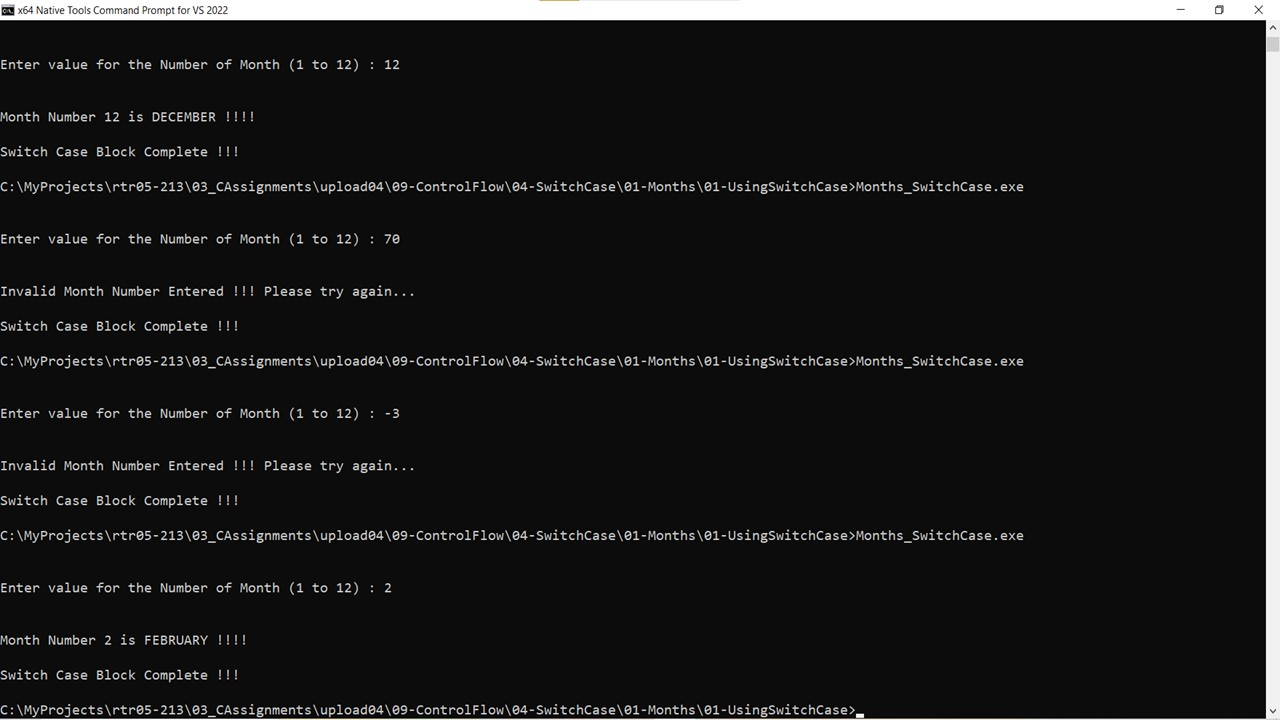 x64 Native Tools Command Prompt for VS 2022
Enter value for the Number of Month (1 to 12) : 12
Month Number 12 is DECEMBER !!!!
Switch Case Block Complete !!!
C:\MyProjects\rtr05-213\03_CAssignments\upload04\09-ControlFlow\04-SwitchCase\01-Months\01-UsingSwitchCase>Months_SwitchCase.exe
Enter value for the Number of Month (1 to 12) : 70
Invalid Month Number Entered !!! Please try again...
Switch Case Block Complete !!!
C:\MyProjects\rtr05-213\03_CAssignments\upload04\09-ControlFlow\04-SwitchCase\01-Months\01-UsingSwitchCase>Months_SwitchCase.exe
Enter value for the Number of Month (1 to 12) : -3
Invalid Month Number Entered !!! Please try again...
Switch Case Block Complete !!!
C:\MyProjects\rtr05-213\03_CAssignments\upload04\09-ControlFlow\04-SwitchCase\01-Months\01-UsingSwitchCase>Months_SwitchCase.exe
Enter value for the Number of Month (1 to 12) : 2
Month Number 2 is FEBRUARY !!!!
Switch Case Block Complete !!!
C:\MyProjects\rtr05-213\03_CAssignments\upload04\09-ControlFlow\04-SwitchCase\01-Months\01-UsingSwitchCase>